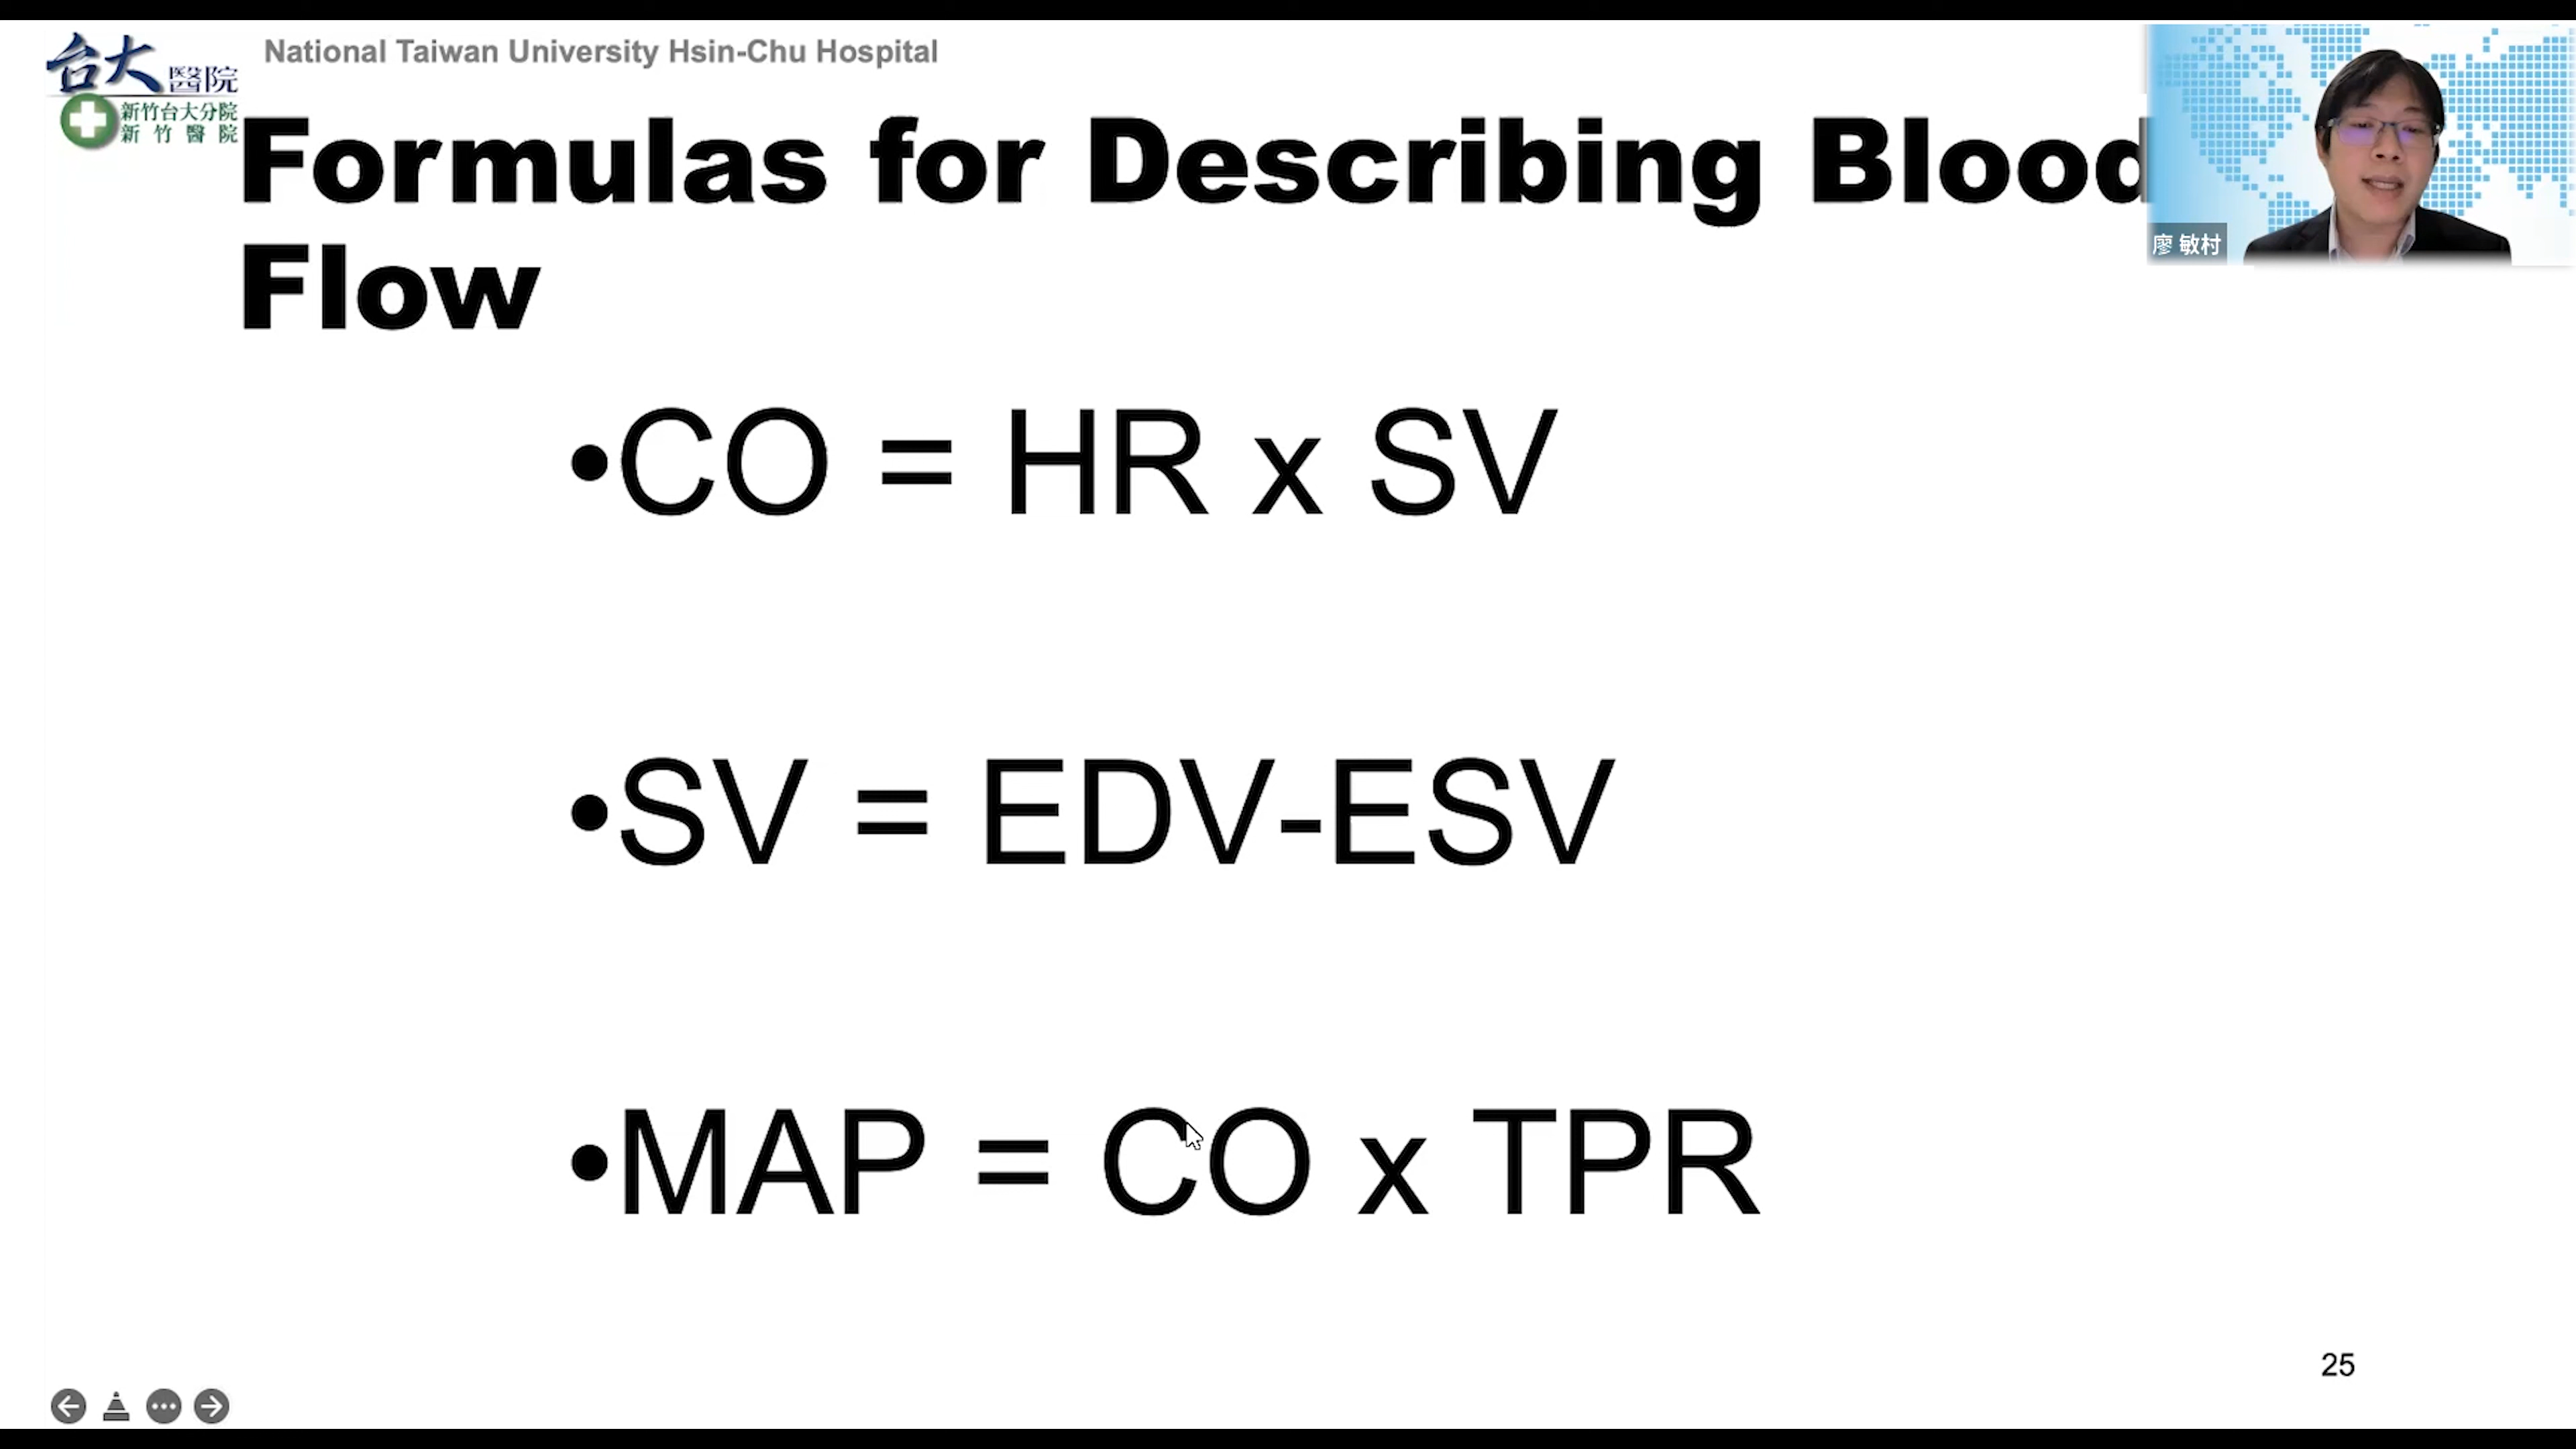 台大醫院
新竹台大分院
新竹醫院
National Taiwan University Hsin-Chu Hospital
Formulas for Describing Blood
Flow
廖 敏村
•CO = HR x SV
•SV = EDV-ESV
•MAP = CO x TPR
25